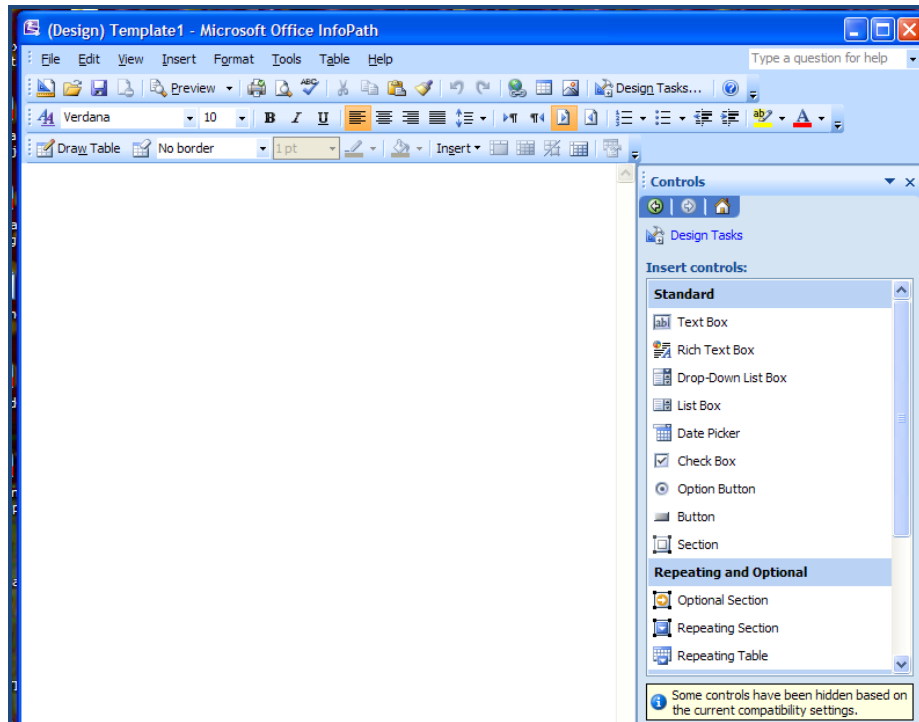 (Design) Template1 - Microsoft Office InfoPath
File Edit View Insert Format Tools Table Help Type a question for help
Preview Design Tasks...
Verdana 10 B I U
Draw Table No border 1 pt Insert
Controls
Design Tasks
Insert controls:
Standard
Text Box
Rich Text Box
Drop-Down List Box
List Box
Date Picker
Check Box
Option Button
Button
Section
Repeating and Optional
Optional Section
Repeating Section
Repeating Table
Some controls have been hidden based on
the current compatibility settings.